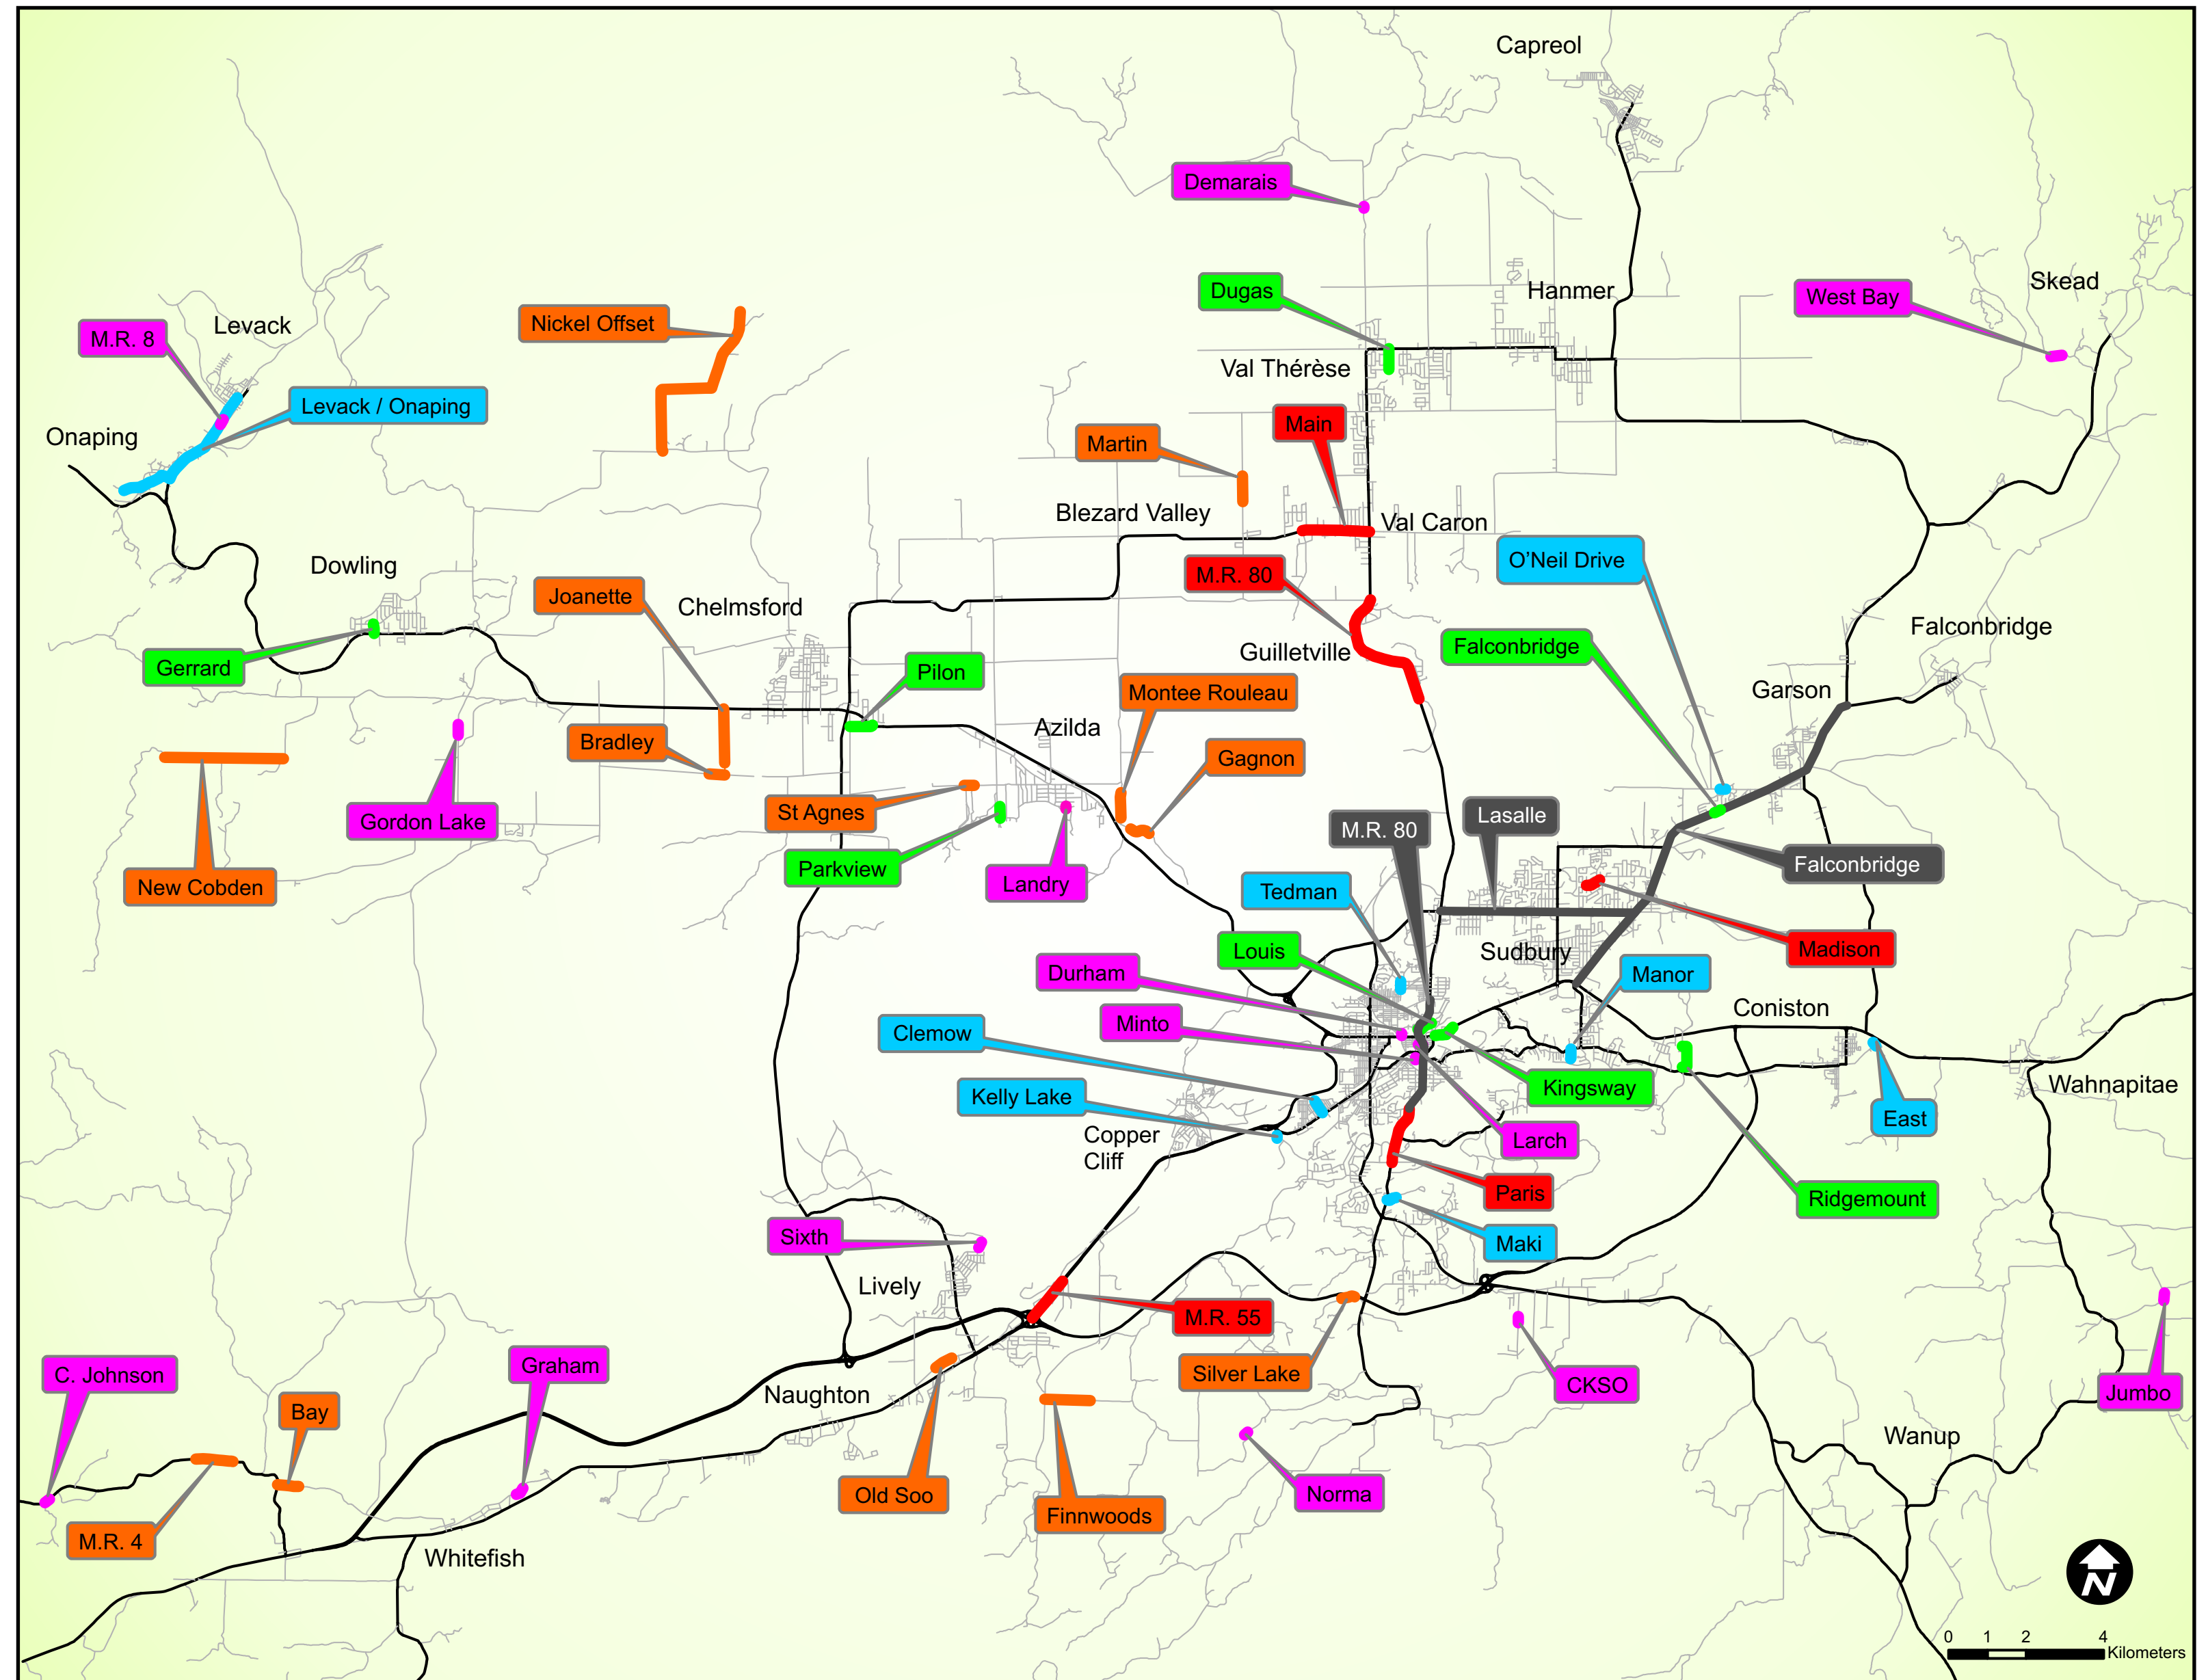 Capreol
Demarais
Dugas
Hanmer
Skead
West Bay
Nickel Offset
Levack
M.R. 8
Val Thérèse
Levack / Onaping
Main
Onaping
Martin
Blezard Valley
Val Caron
O'Neil Drive
Dowling
M.R. 80
Joanette
Chelmsford
Falconbridge
Guilletville
Falconbridge
Gerrard
Pilon
Montee Rouleau
Garson
Azilda
Bradley
Gagnon
St Agnes
Lasalle
Gordon Lake
M.R. 80
Falconbridge
Parkview
Landry
New Cobden
Tedman
Louis
Sudbury
Madison
Durham
Manor
Minto
Coniston
Clemow
Kingsway
Wahnapitae
Kelly Lake
East
Copper
Cliff
Larch
Paris
Ridgemount
Sixth
Maki
Lively
M.R. 55
Graham
C. Johnson
Silver Lake
CKSO
Jumbo
Naughton
Bay
Wanup
Old Soo
Norma
Finnwoods
M.R. 4
Whitefish
N
0 1 2 4
Kilometers